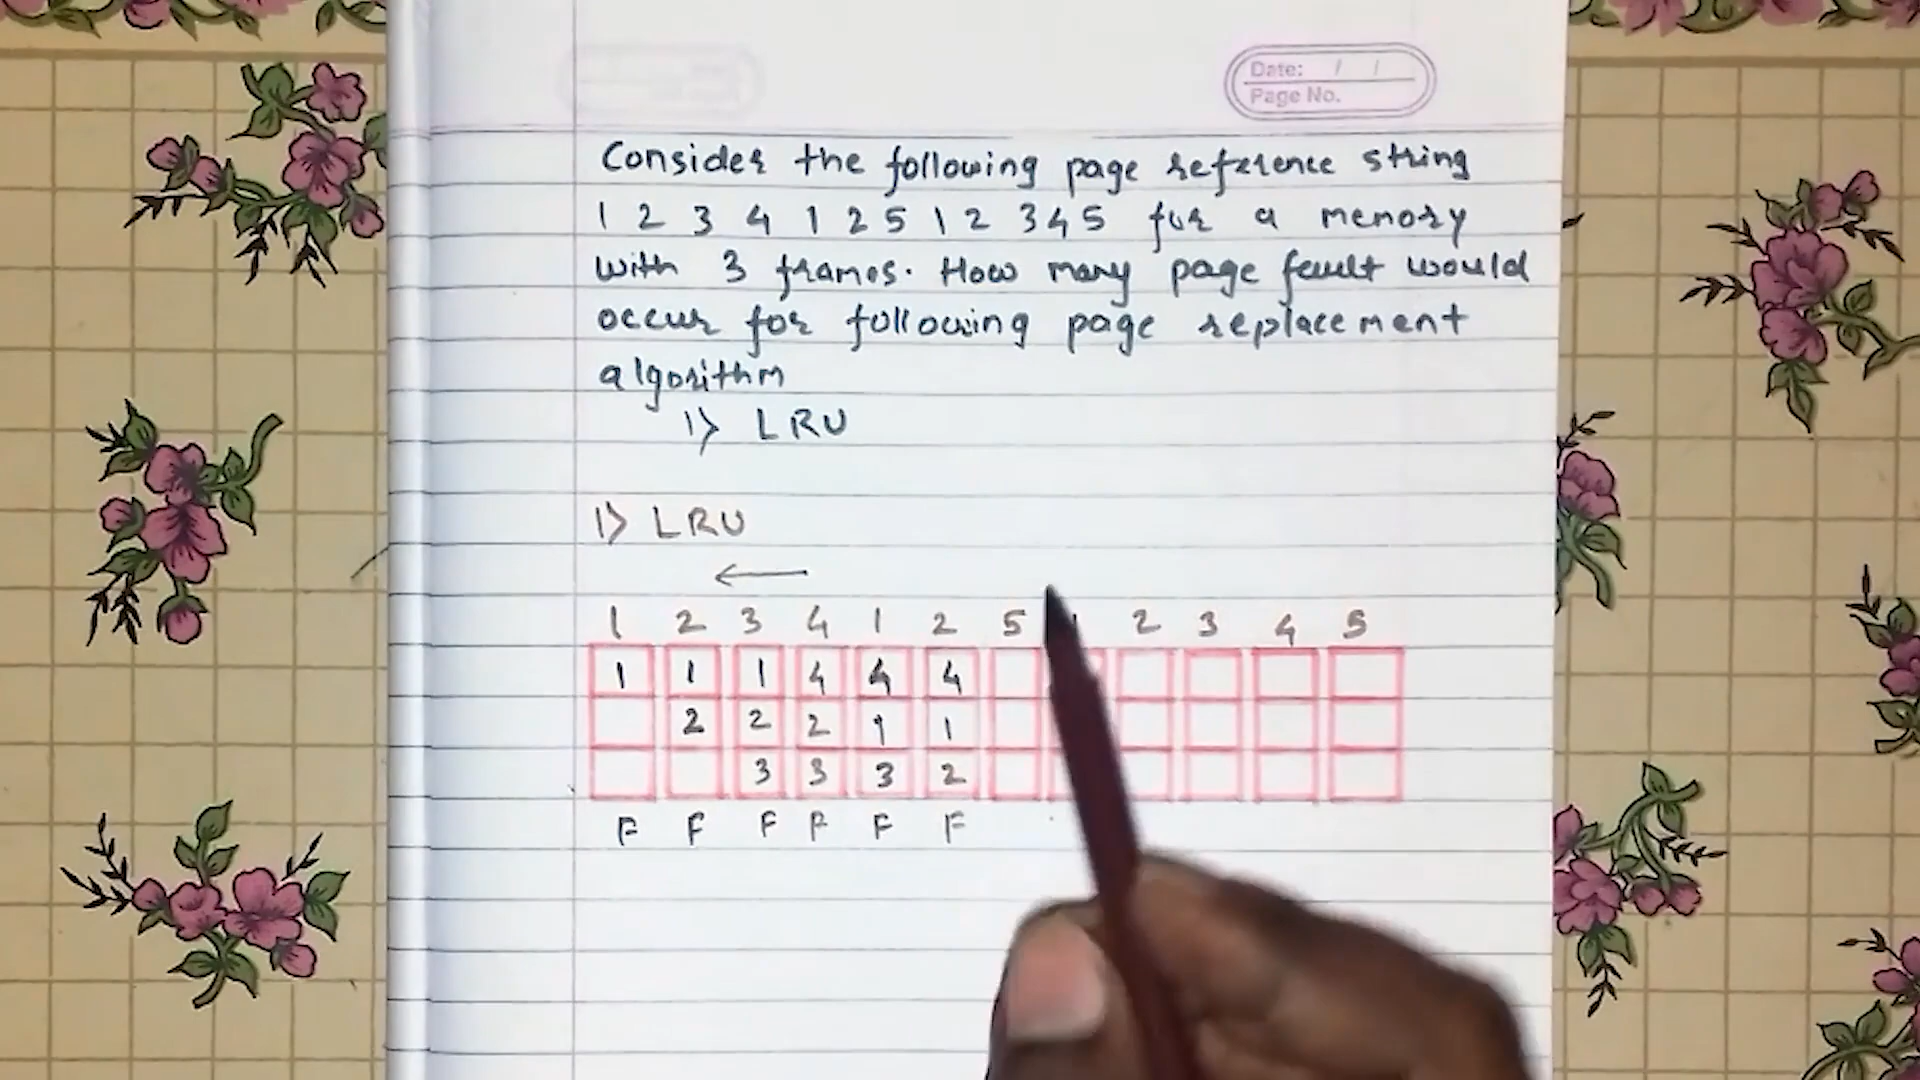 Date: / /
Page No.
Consider the following page reference string
1 2 3 4 1 2 5 1 2 3 4 5 for a memory
with 3 frames. How many page fault would
occur for following page replacement
algorithm
1) LRU
1) LRU
1 2 3 4 1 2 5 1 2 3 4 5
1 1 1 4 4 4
2 2 2 1 1
3 3 3 2
F F F F F F